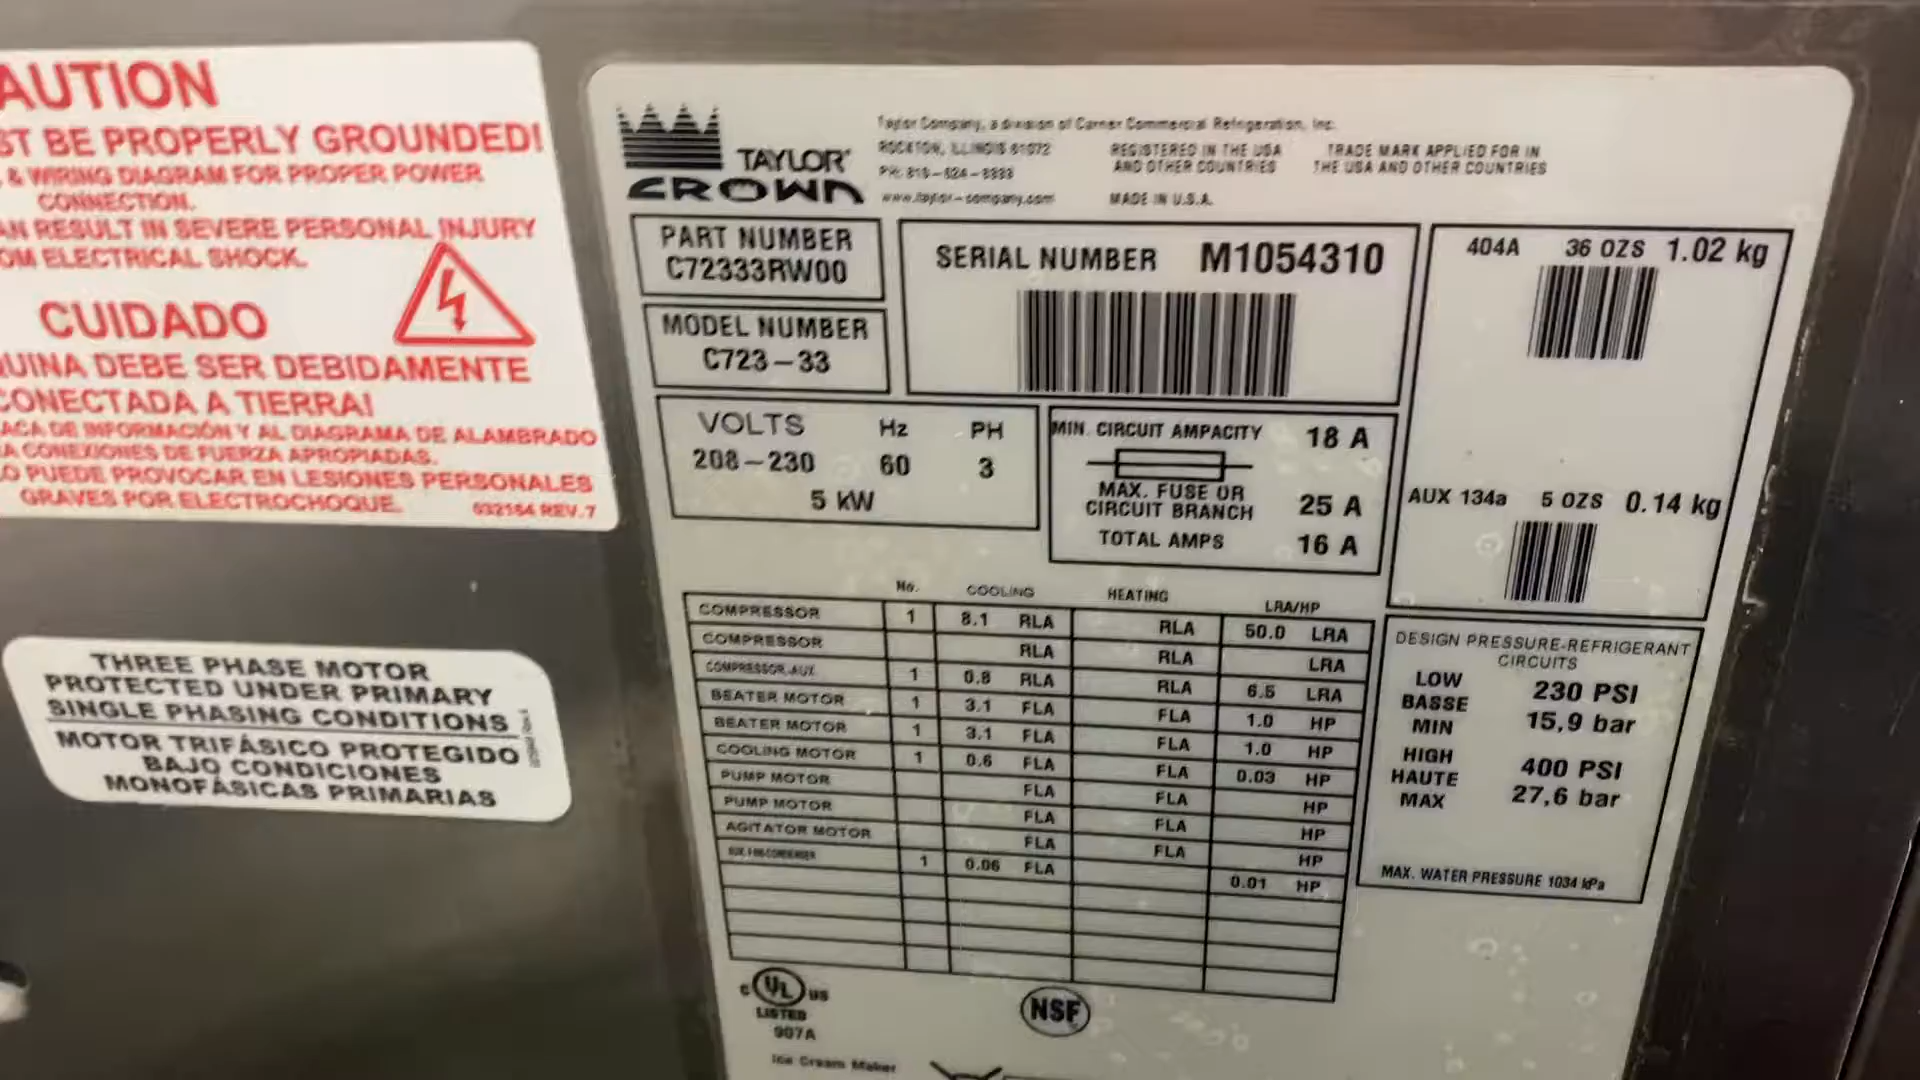 AUTION
ST BE PROPERLY GROUNDED!
& WIRING DIAGRAM FOR PROPER POWER
CONNECTION.
AN RESULT IN SEVERE PERSONAL INJURY
OM ELECTRICAL SHOCK.
CUIDADO
UINA DEBE SER DEBIDAMENTE
CONECTADA A TIERRA!
ACA DE INFORMACIÓN Y AL DIAGRAMA DE ALAMBRADO
A CONEXIONES DE FUERZA APROPIADAS.
O PUEDE PROVOCAR EN LESIONES PERSONALES
GRAVES POR ELECTROCHOQUE.
032164 REV.7
THREE PHASE MOTOR
PROTECTED UNDER PRIMARY
SINGLE PHASING CONDITIONS
MOTOR TRIFÁSICO PROTEGIDO
BAJO CONDICIONES
MONOFÁSICAS PRIMARIAS
TAYLOR
CROWN
Taylor Company, a division of Carrier Commercial Refrigeration, Inc.
ROCKTON, ILLINOIS 61072
PH. 815-624-8333
www.taylor-company.com
REGISTERED IN THE USA
AND OTHER COUNTRIES
MADE IN U.S.A.
TRADE MARK APPLIED FOR IN
THE USA AND OTHER COUNTRIES
PART NUMBER
C72333RW00
MODEL NUMBER
C723-33
SERIAL NUMBER M1054310
404A 36 OZS 1.02 kg
AUX 134a 5 OZS 0.14 kg
VOLTS Hz PH
208-230 60 3
5 kW
MIN. CIRCUIT AMPACITY 18 A
MAX. FUSE OR
CIRCUIT BRANCH 25 A
TOTAL AMPS 16 A
No. COOLING HEATING LRA/HP
COMPRESSOR 1 8.1 RLA RLA 50.0 LRA
COMPRESSOR RLA RLA LRA
COMPRESSOR-AUX 1 0.8 RLA RLA 6.5 LRA
BEATER MOTOR 1 3.1 FLA FLA 1.0 HP
BEATER MOTOR 1 3.1 FLA FLA 1.0 HP
COOLING MOTOR 1 0.6 FLA FLA 0.03 HP
PUMP MOTOR FLA FLA HP
PUMP MOTOR FLA FLA HP
AGITATOR MOTOR FLA FLA HP
1 0.06 FLA 0.01 HP
DESIGN PRESSURE-REFRIGERANT
CIRCUITS
LOW
BASSE
MIN
230 PSI
15,9 bar
HIGH
HAUTE
MAX
400 PSI
27,6 bar
MAX. WATER PRESSURE 1034 kPa
C UL US
LISTED
907A
Ice Cream Maker
NSF